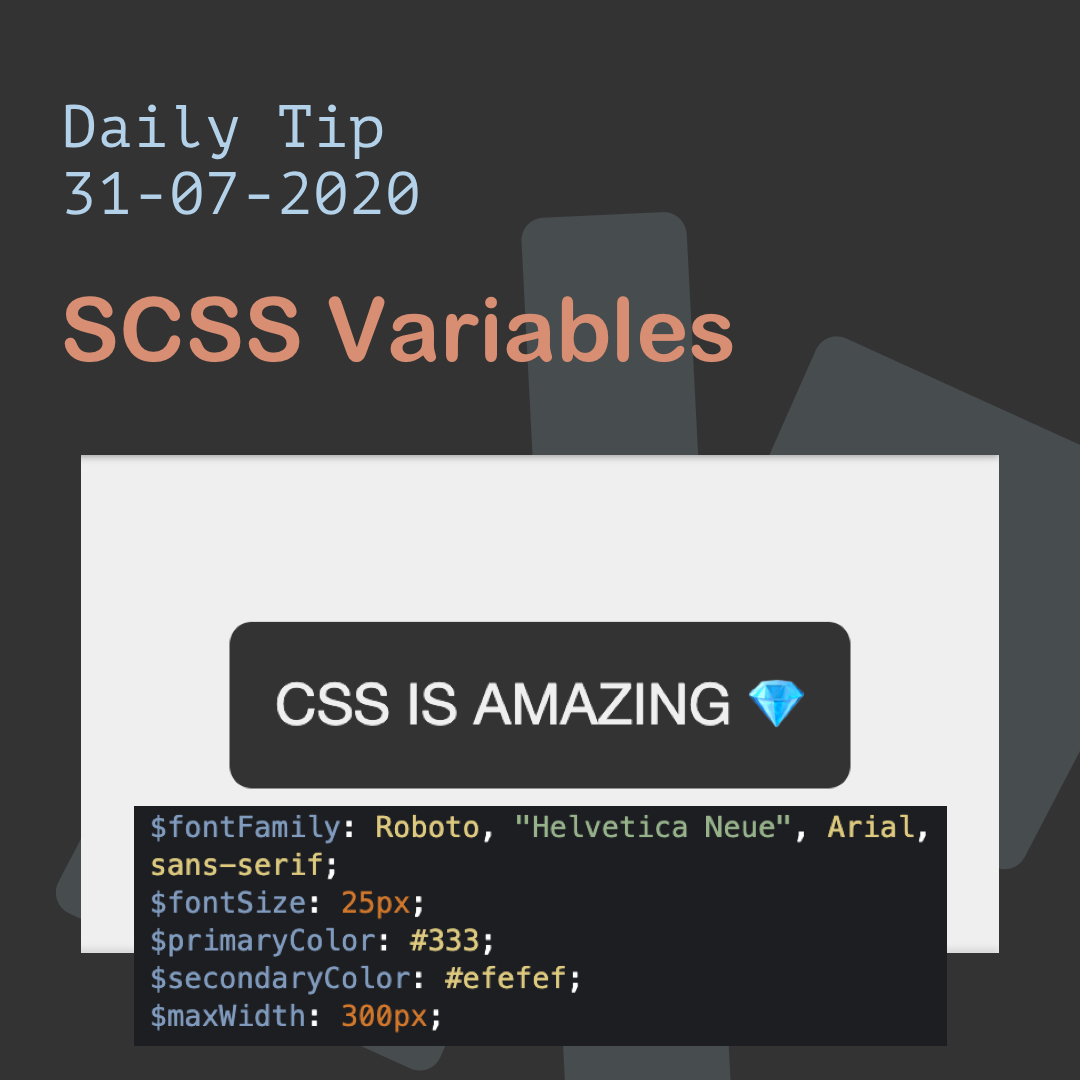 Daily Tip
31-07-2020
SCSS Variables
CSS IS AMAZING 💎
$fontFamily: Roboto, "Helvetica Neue", Arial,
sans-serif;
$fontSize: 25px;
$primaryColor: #333;
$secondaryColor: #efefef;
$maxWidth: 300px;